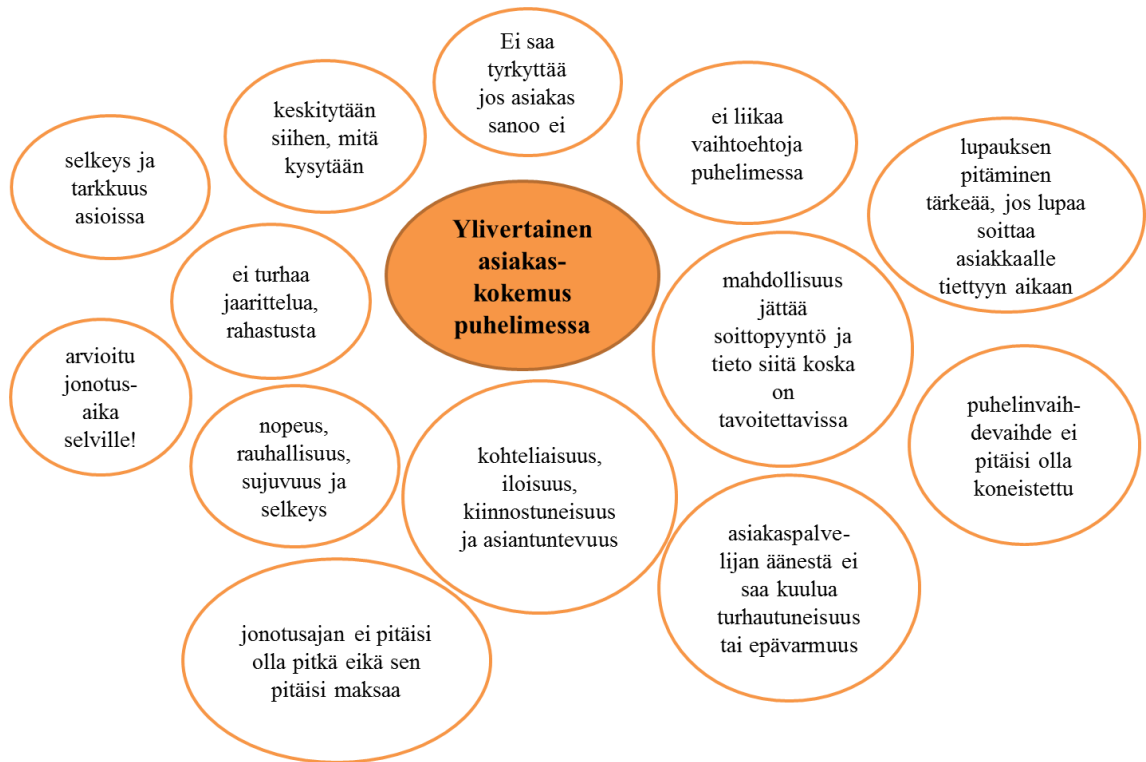 Ei saa
tyrkyttää
jos asiakas
sanoo ei
keskitytään
siihen, mitä
kysytään
ei liikaa
vaihtoehtoja
puhelimessa
selkeys ja
tarkkuus
asioissa
lupauksen
pitäminen
tärkeää, jos lupaa
soittaa
asiakkaalle
tiettyyn aikaan
Ylivertainen
asiakas-
kokemus
puhelimessa
ei turhaa
jaarittelua,
rahastusta
mahdollisuus
jättää
soittopyyntö ja
tieto siitä koska
on
tavoitettavissa
arvioitu
jonotus-
aika
selville!
puhelinvaih-
devaihde ei
pitäisi olla
koneistettu
nopeus,
rauhallisuus,
sujuvuus ja
selkeys
kohteliaisuus,
iloisuus,
kiinnostuneisuus
ja asiantuntevuus
asiakaspalve-
lijan äänestä ei
saa kuulua
turhautuneisuus
tai epävarmuus
jonotusajan ei pitäisi
olla pitkä eikä sen
pitäisi maksaa